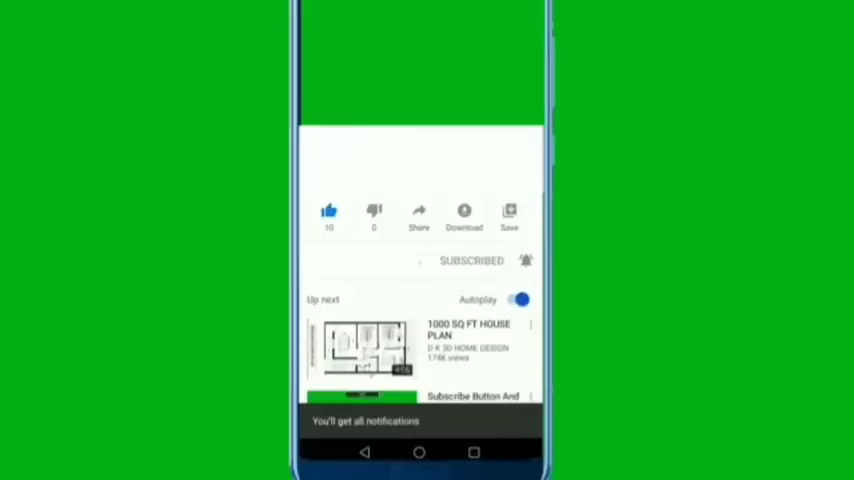 10
0
Share
Download
Save
SUBSCRIBED
Up next
Autoplay
1000 SQ FT HOUSE
PLAN
D K 3D HOME DESIGN
174K views
Subscribe Button And
You'll get all notifications